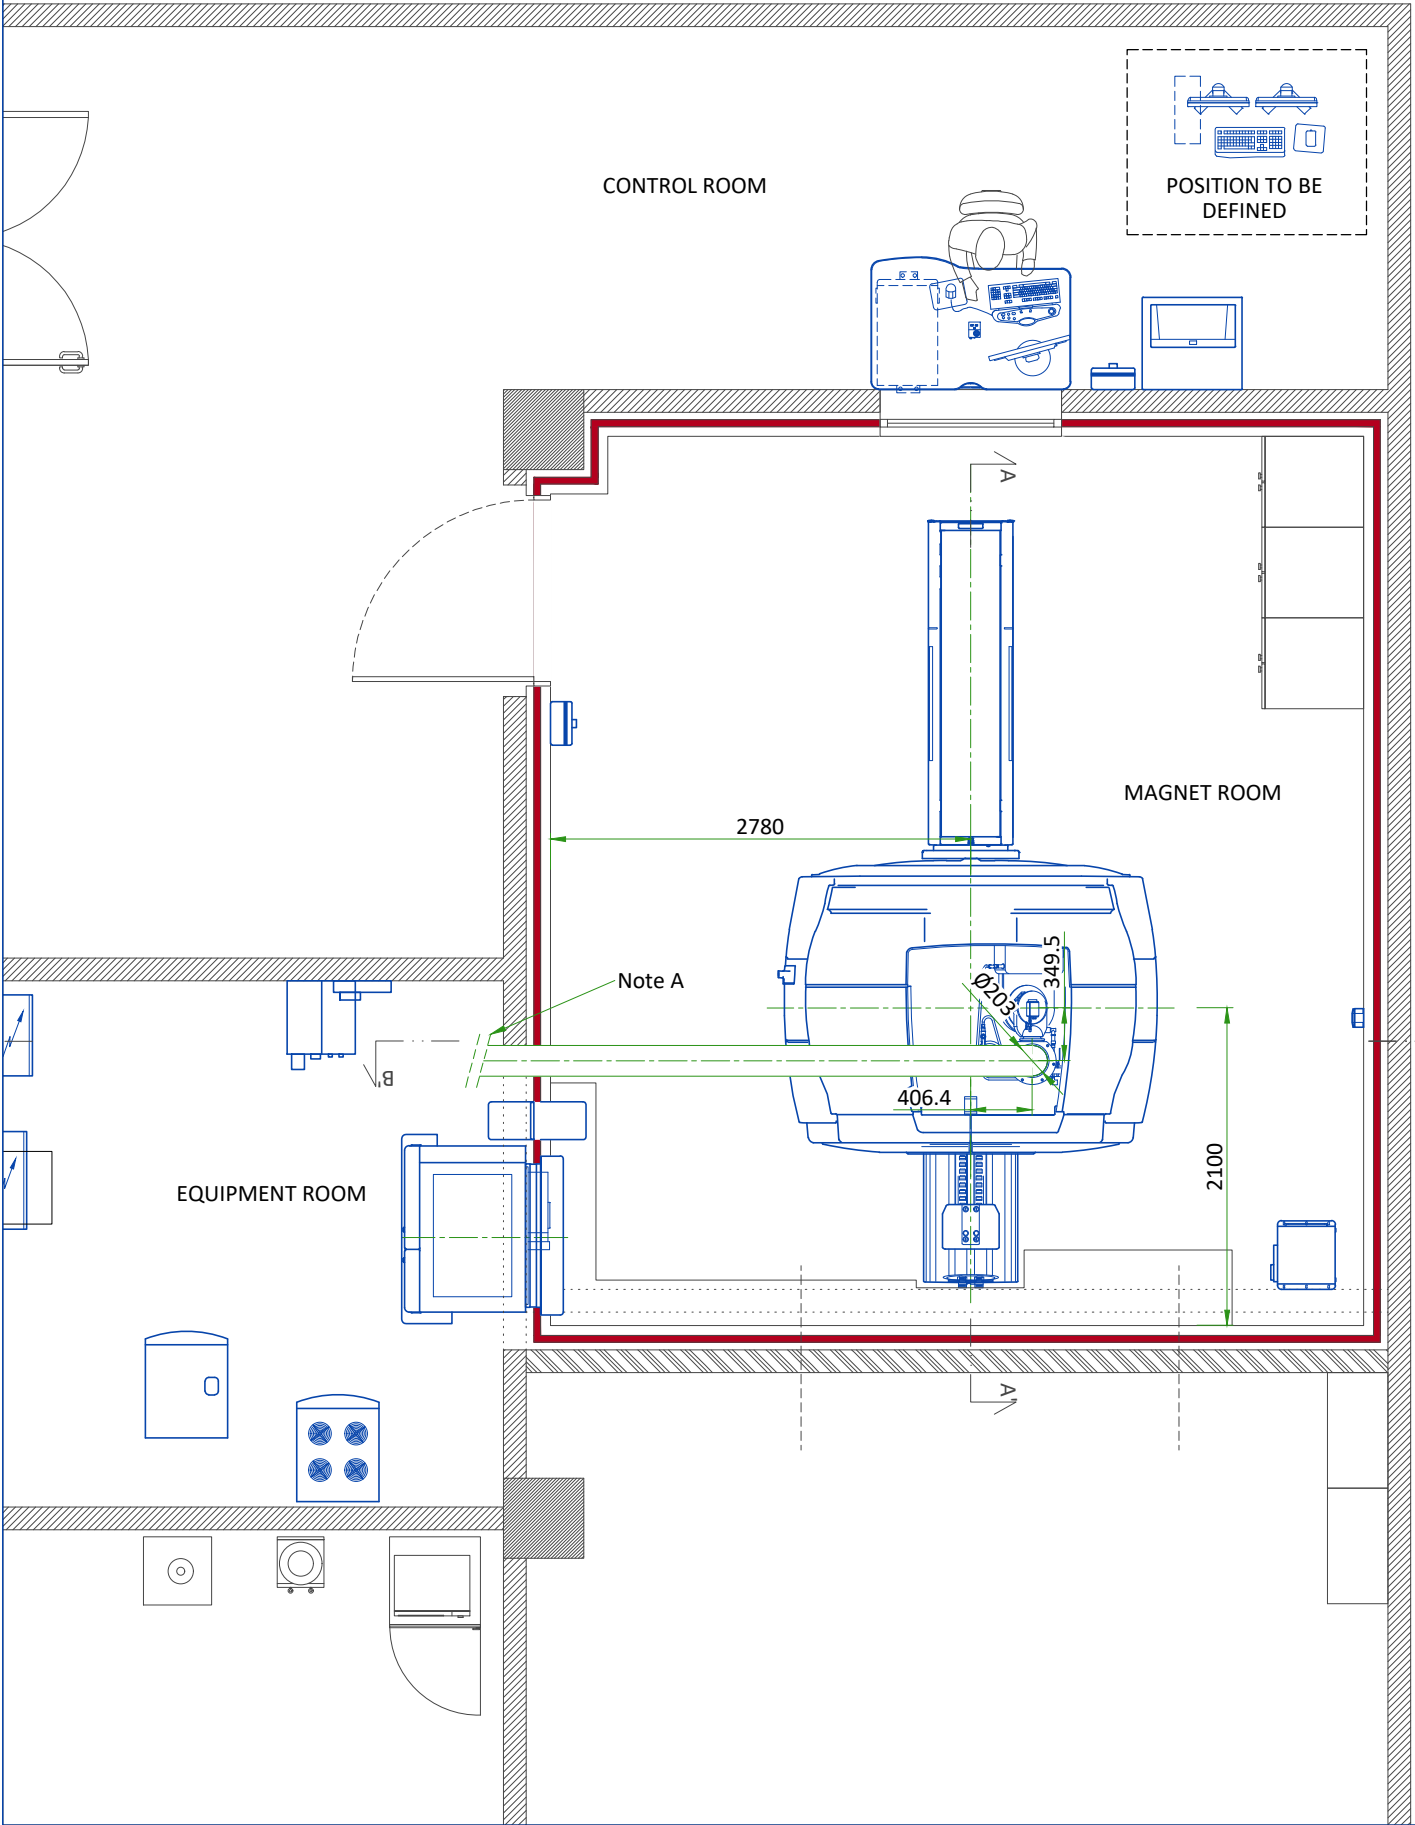 CONTROL ROOM
POSITION TO BE
DEFINED
A
MAGNET ROOM
2780
349.5
Note A
Ø203
B'
406.4
2100
EQUIPMENT ROOM
A'